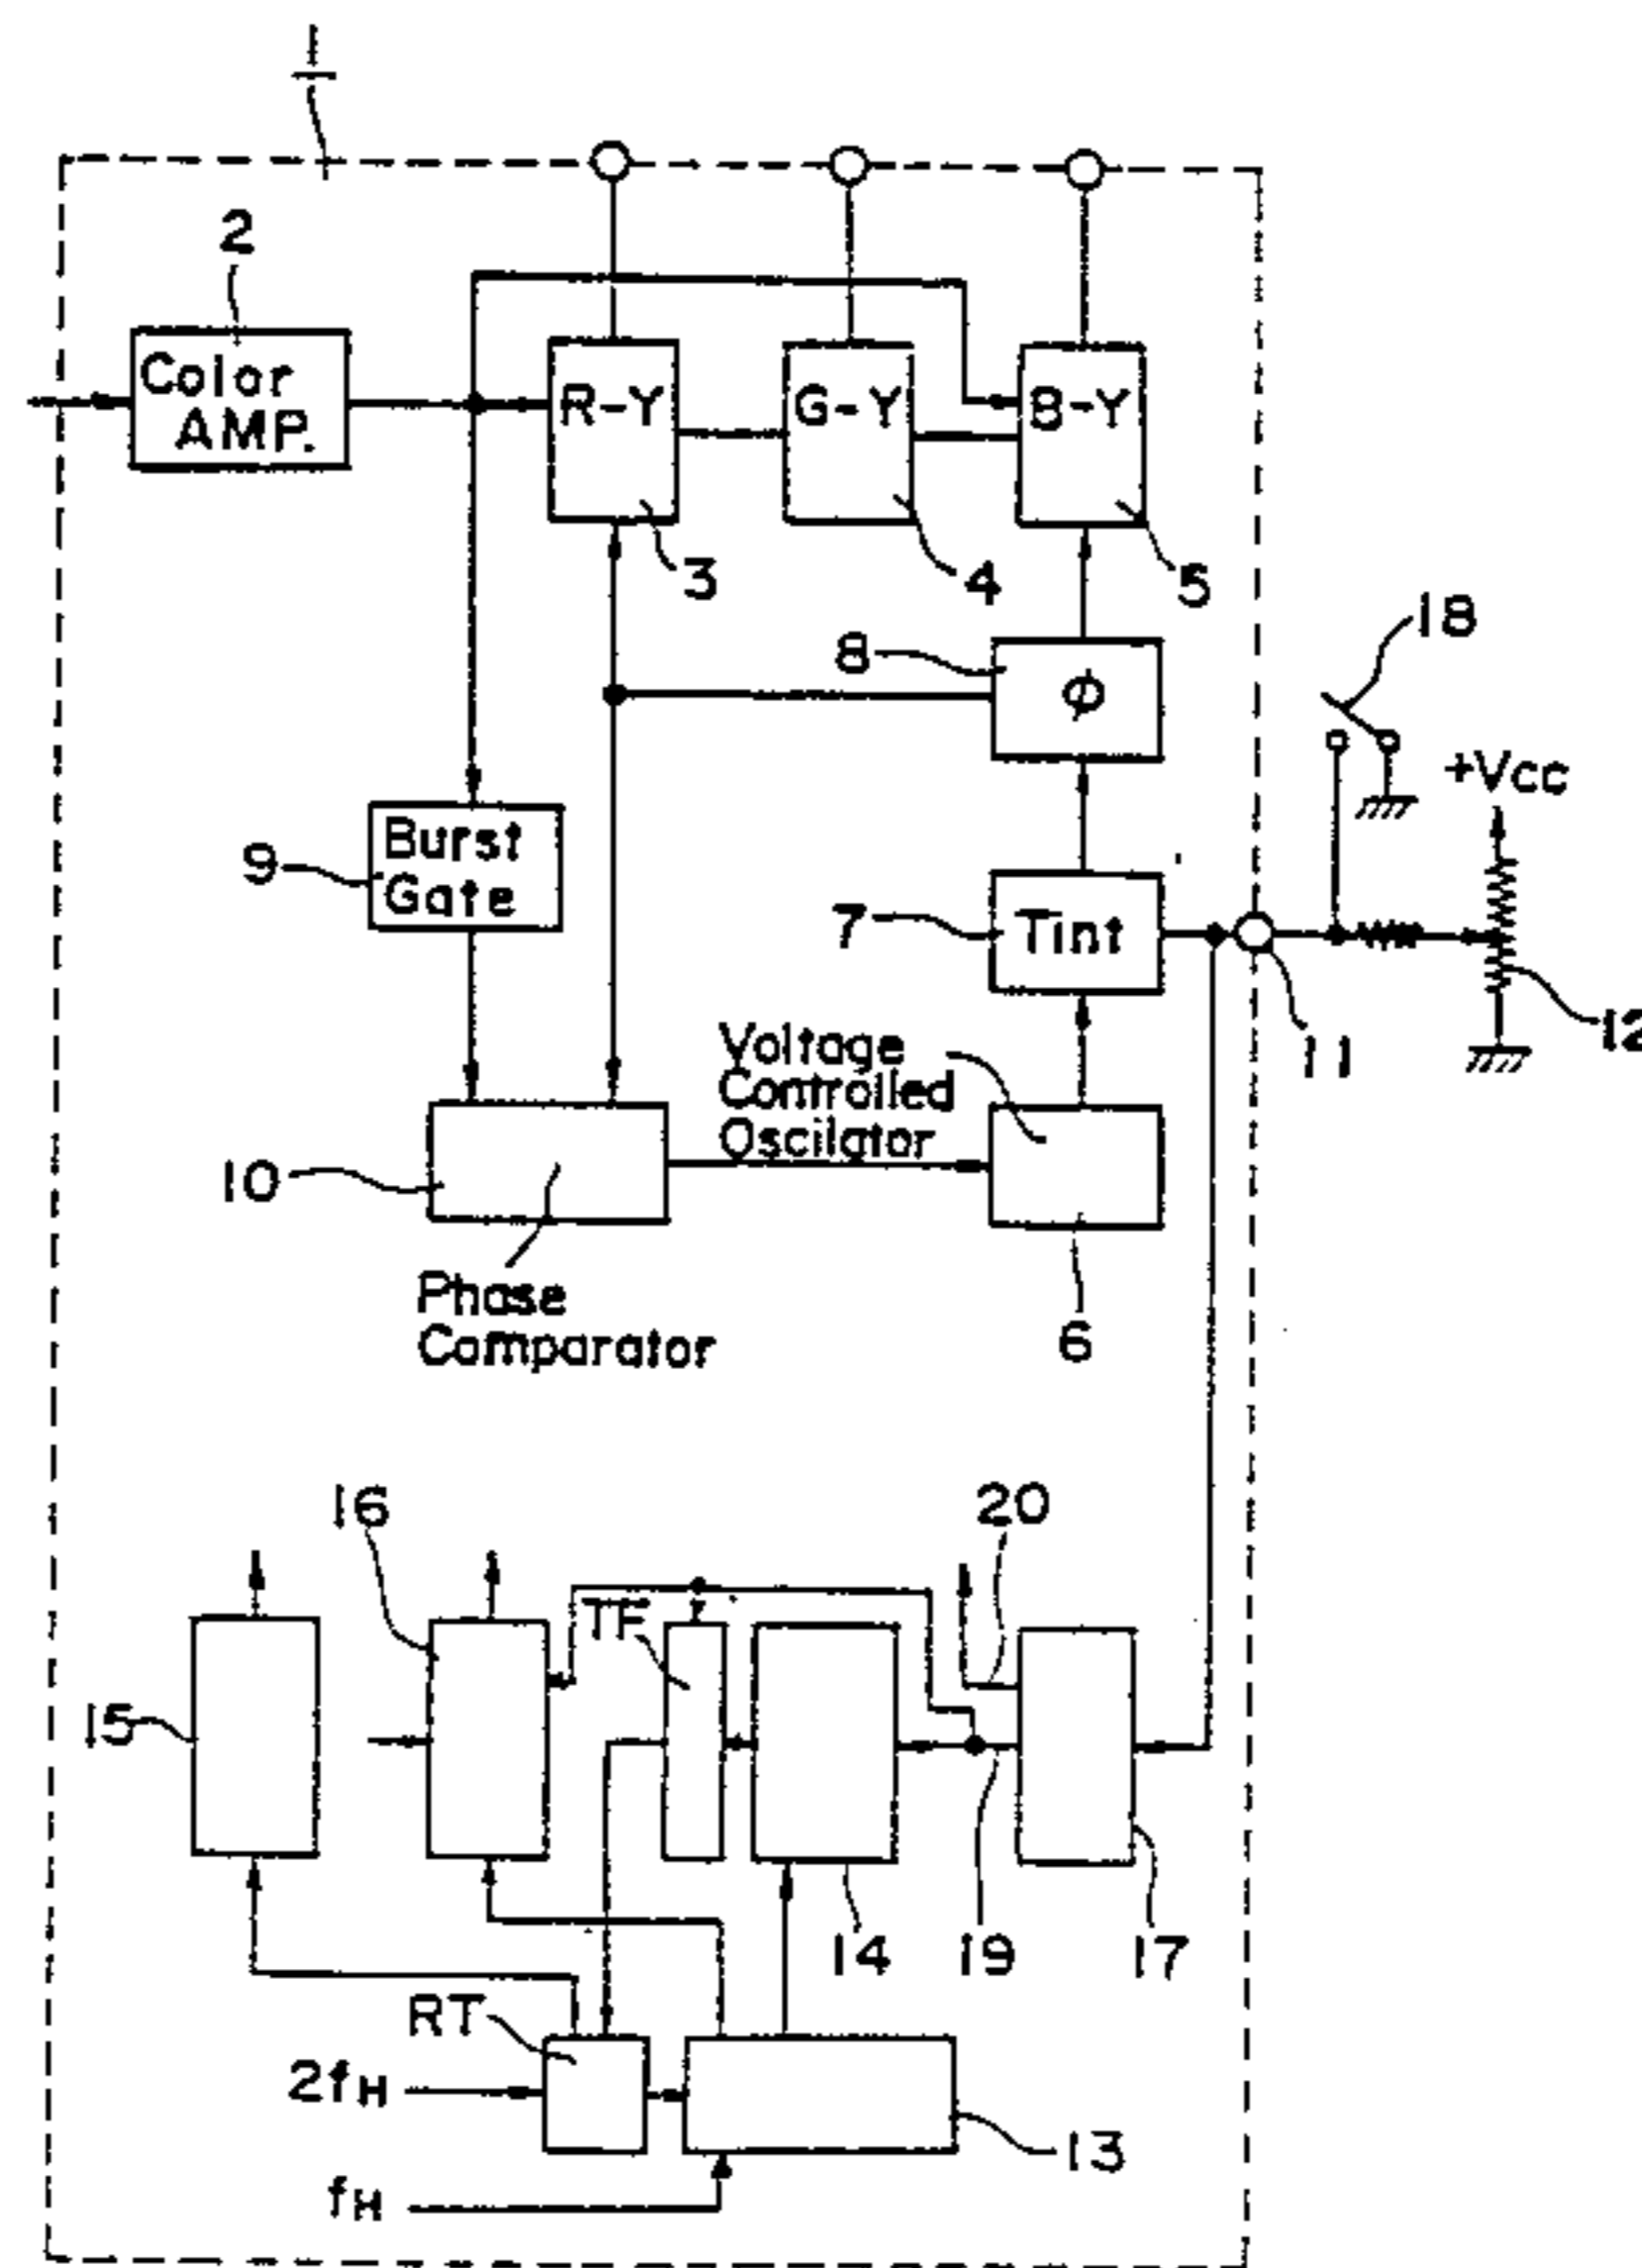 1
2
Color
AMP.
R-Y
G-Y
B-Y
3
4
5
18
8
φ
+Vcc
Burst
Gate
9
7
Tint
12
11
Voltage
Controlled
Oscilator
10
Phase
Comparator
6
16
20
TF
15
14
19
17
RT
2fH
13
fH